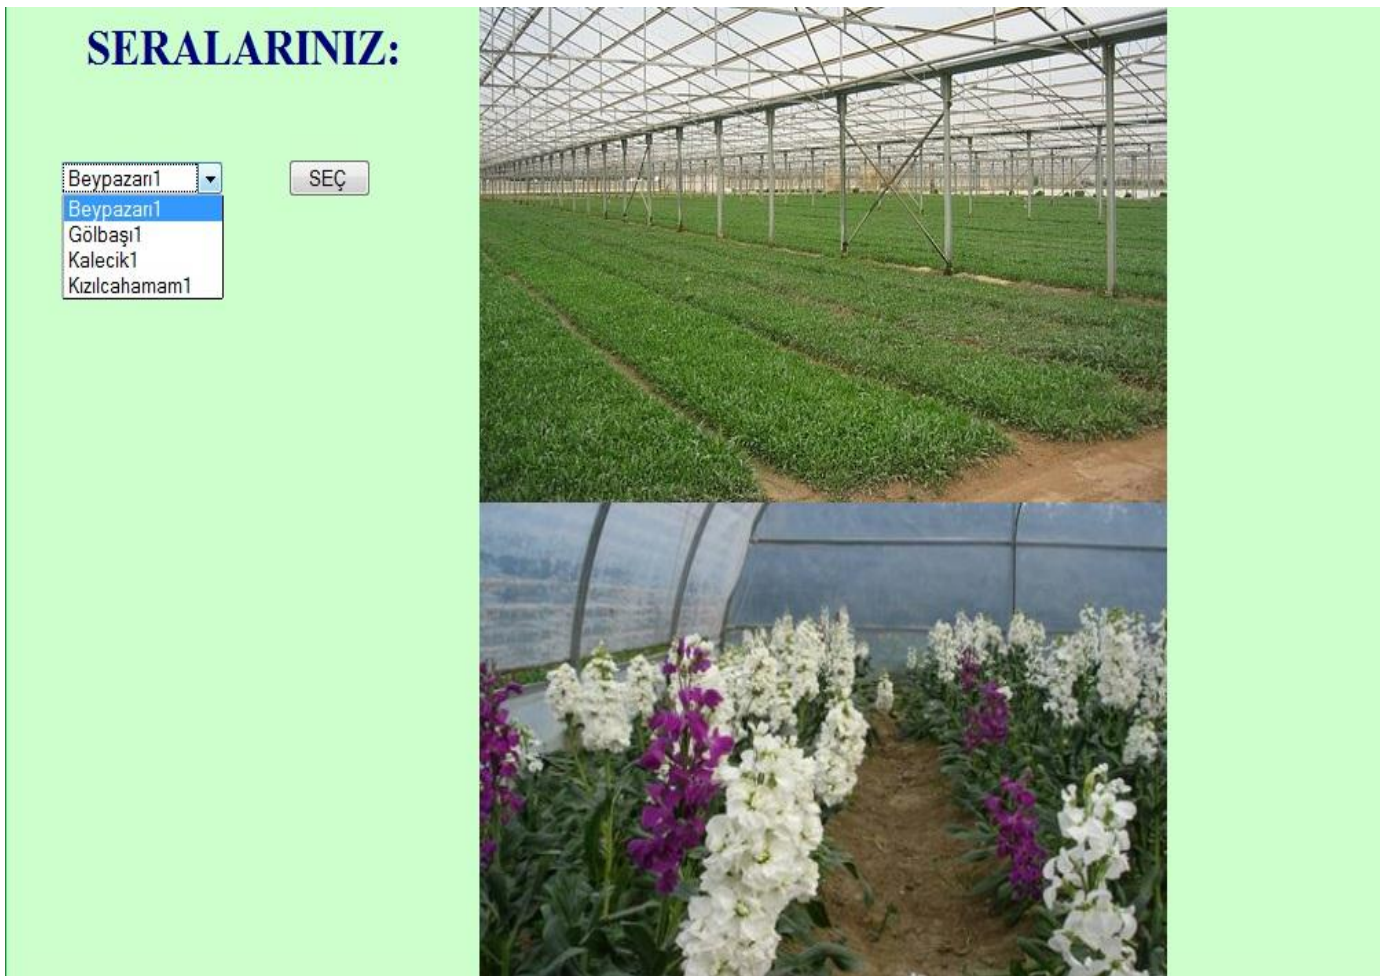 SERALARINIZ:
Beypazarı1
SEÇ
Beypazarı1
Gölbaşı1
Kalecik1
Kızılcahamam1